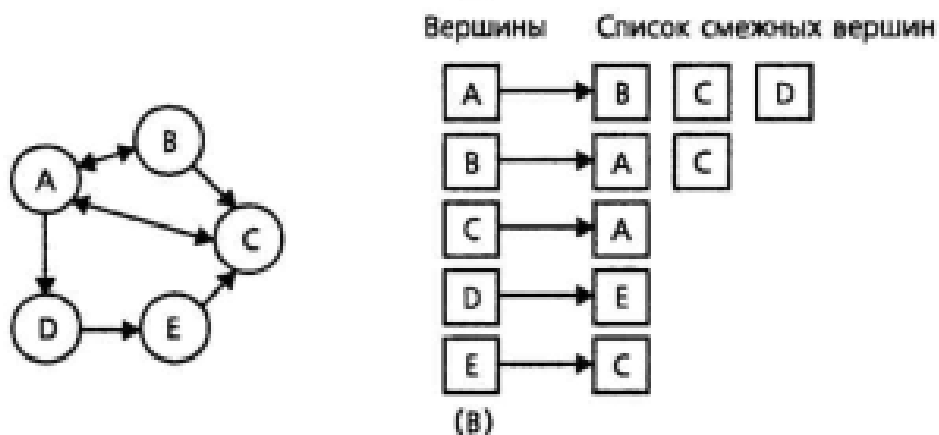 Вершины Список смежных вершин
A B C D
B A C
C A
D E
E C
(B)
B
A
C
D E